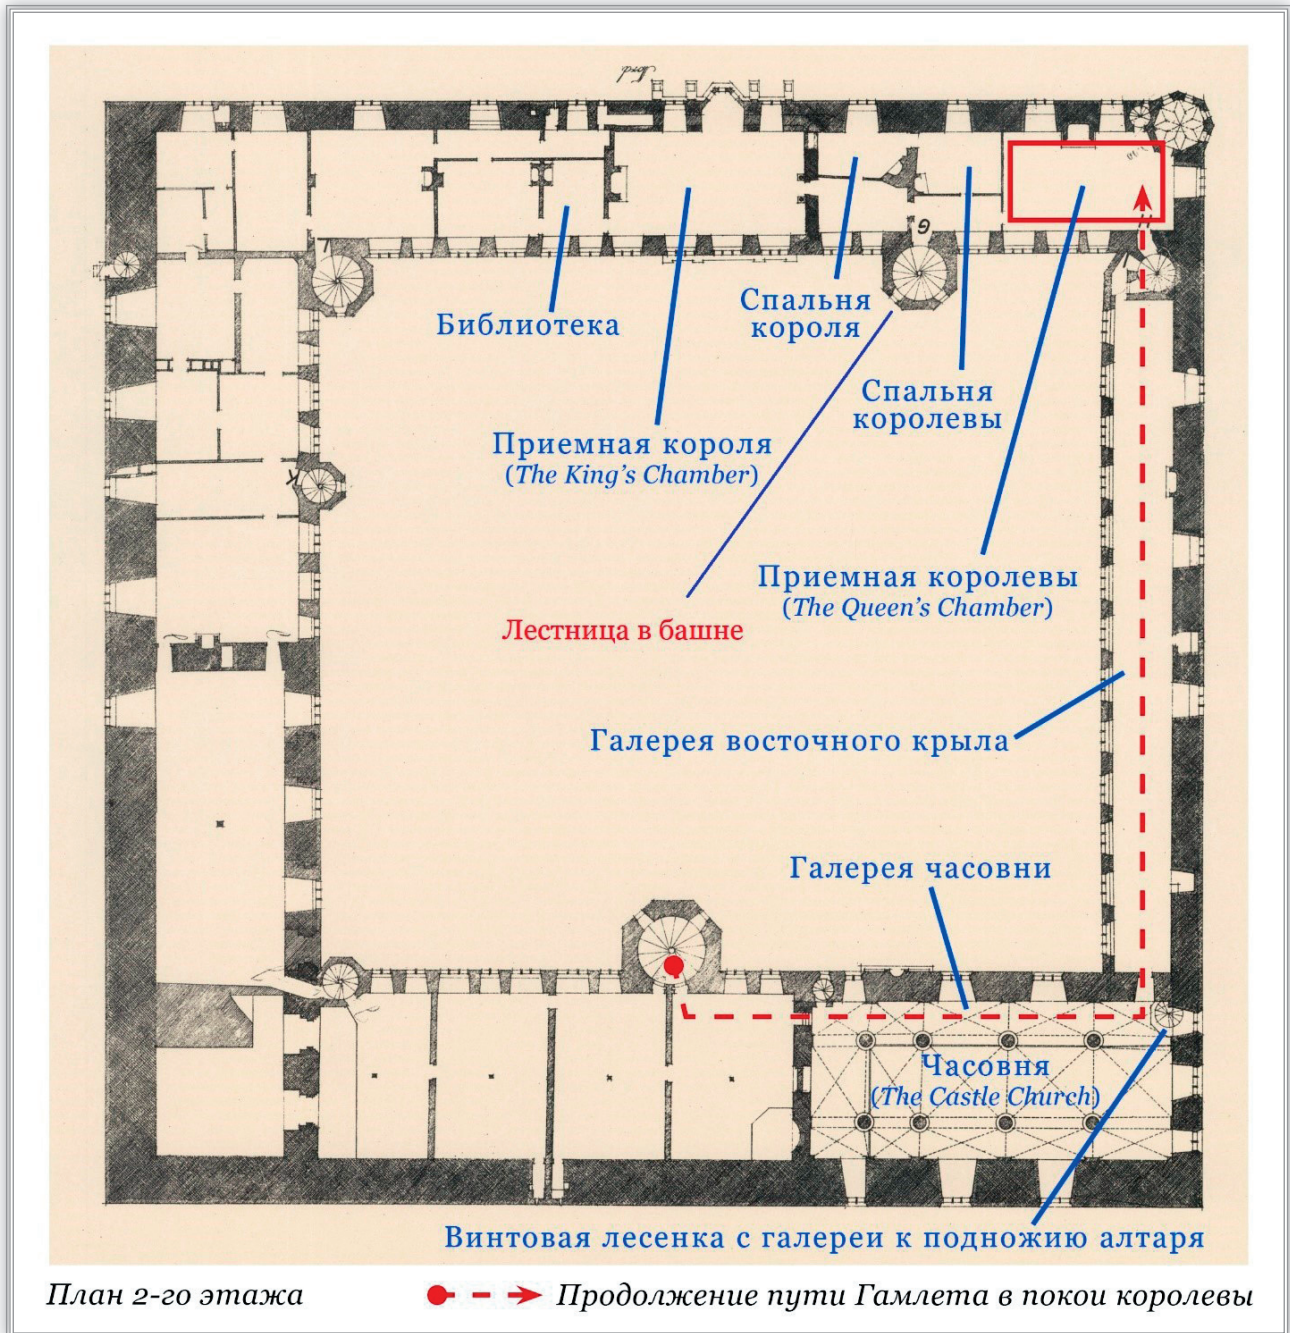 Библиотека
Спальня
короля
Спальня
королевы
Приемная короля
(The King's Chamber)
Приемная королевы
(The Queen's Chamber)
Лестница в башне
Галерея восточного крыла
Галерея часовни
Часовня
(The Castle Church)
Винтовая лесенка с галереи к подножию алтаря
План 2-го этажа
Продолжение пути Гамлета в покои королевы